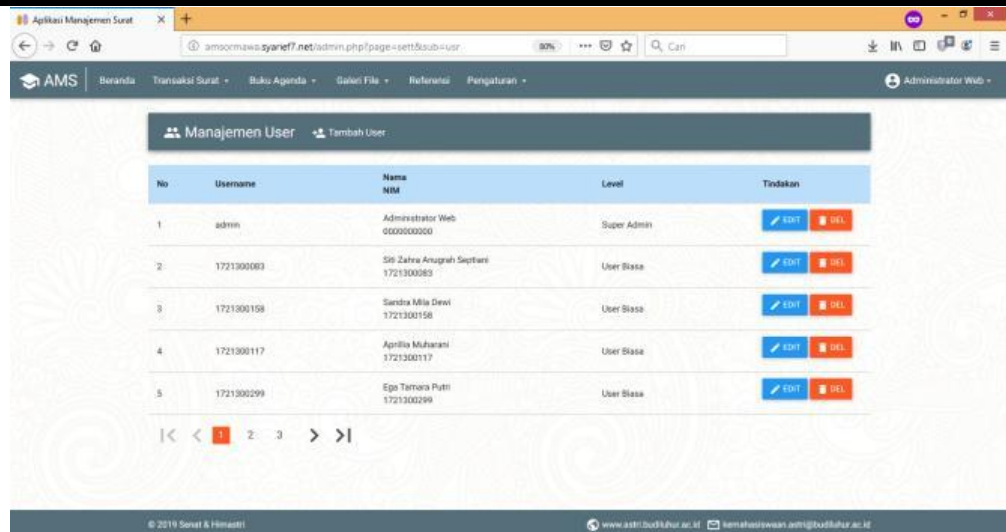 Aplikasi Manajemen Surat
amoormawa.syarief7.net/admin.php?page=sett&sub=usr 80% Cari
AMS Beranda Transaksi Surat Buku Agenda Galeri File Referensi Pengaturan Administrator Web
Manajemen User Tambah User
No Username Nama Level Tindakan
NIM
1 admin Administrator Web Super Admin EDIT DEL
0000000000
2 1721300083 Siti Zahra Anugrah Septiani User Biasa EDIT DEL
1721300083
3 1721300158 Sandra Mila Dewi User Biasa EDIT DEL
1721300158
4 1721300117 Aprillia Muharani User Biasa EDIT DEL
1721300117
5 1721300299 Ega Tamara Putri User Biasa EDIT DEL
1721300299
1 2 3
© 2019 Senat & Himastri www.astri.budiluhur.ac.id kemahasiswaan.astri@budiluhur.ac.id